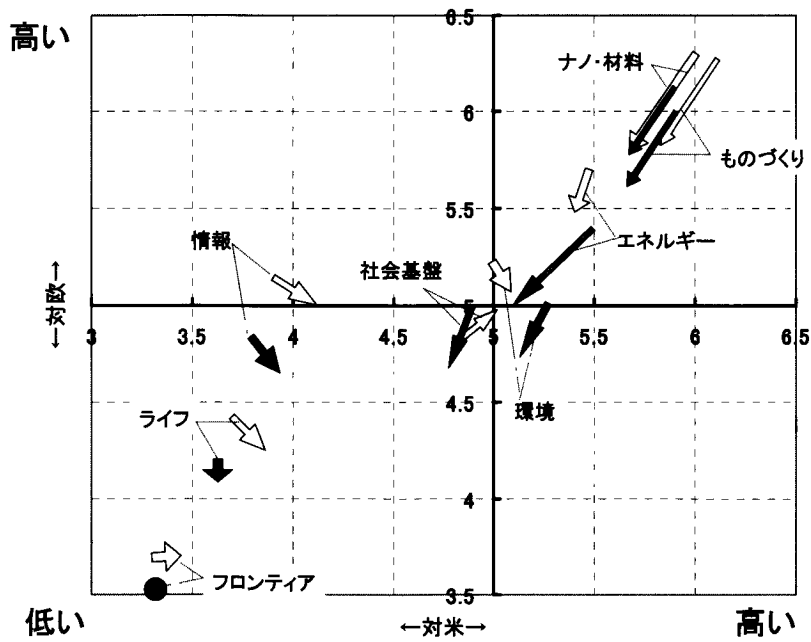 高い
6.5
ナノ・材料
6
ものづくり
5.5
エネルギー
情報
社会基盤
←対欧→
3
3.5
4
4.5
5
5.5
6
6.5
4.5
環境
ライフ
4
フロンティア
3.5
低い
←対米→
高い